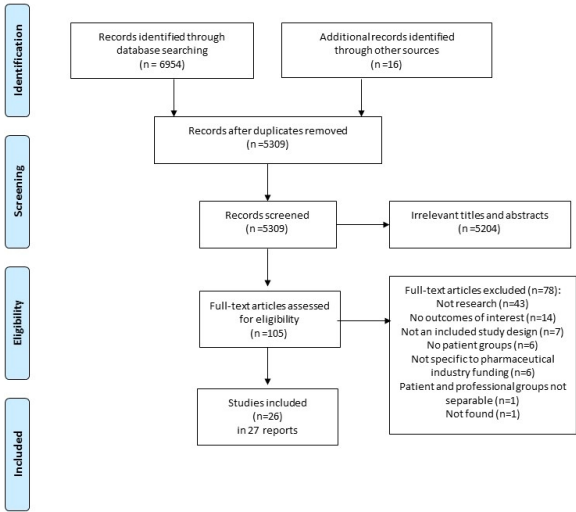 Identification
Records identified through
database searching
(n = 6954)
Additional records identified
through other sources
(n =16)
Records after duplicates removed
(n =5309)
Screening
Records screened
(n =5309)
Irrelevant titles and abstracts
(n =5204)
Eligibility
Full-text articles assessed
for eligibility
(n =105)
Full-text articles excluded (n=78):
Not research (n=43)
No outcomes of interest (n=14)
Not an included study design (n=7)
No patient groups (n=6)
Not specific to pharmaceutical
industry funding (n=6)
Patient and professional groups not
separable (n=1)
Not found (n=1)
Included
Studies included
(n=26)
in 27 reports